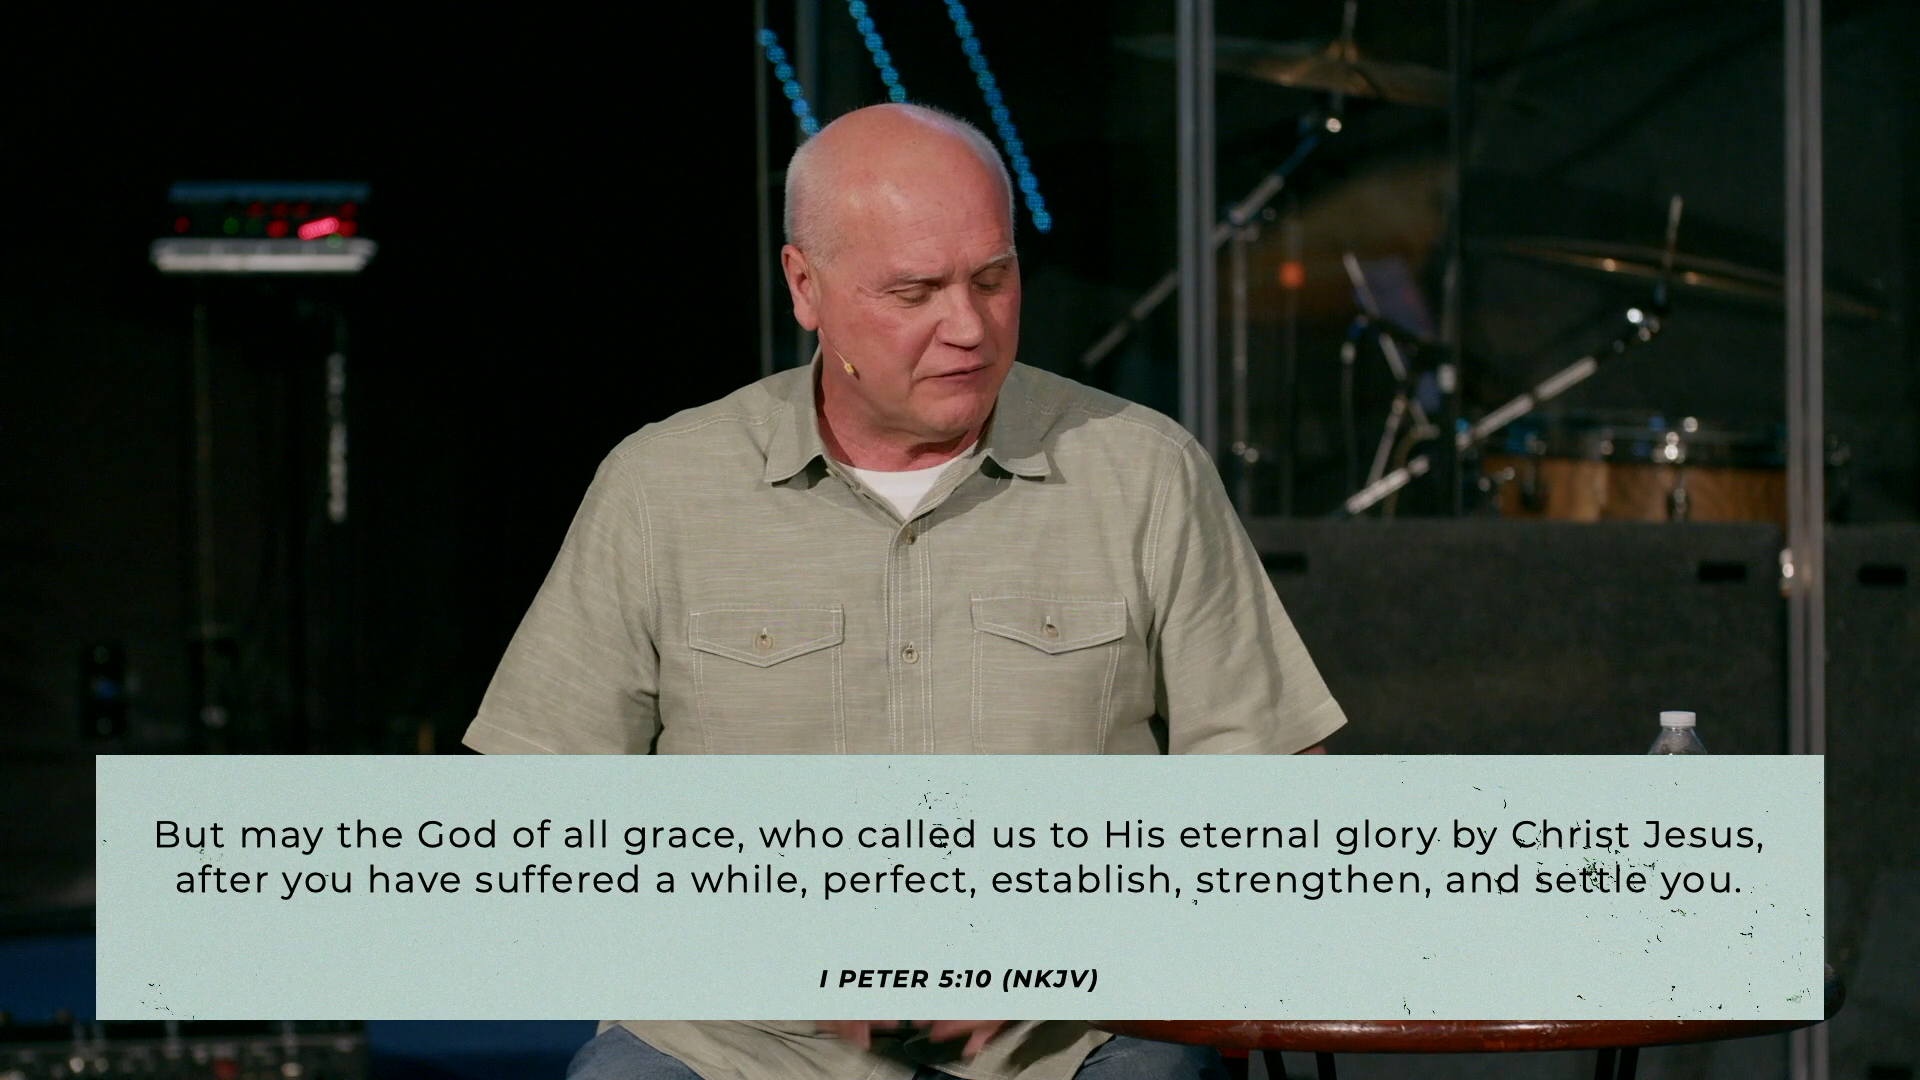 But may the God of all grace, who called us to His eternal glory by Christ Jesus,
after you have suffered a while, perfect, establish, strengthen, and settle you.
I PETER 5:10 (NKJV)